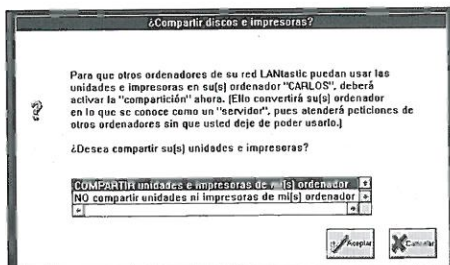 ¿Compartir discos e impresoras?
Para que otros ordenadores de su red LANtastic puedan usar las
unidades e impresoras en su(s) ordenador "CARLOS", deberá
activar la "compartición" ahora. (Ello convertirá su(s) ordenador
en lo que se conoce como un "servidor", pues atenderá peticiones de
otros ordenadores sin que usted deje de poder usarlo.)
¿Desea compartir su(s) unidades e impresoras?
COMPARTIR unidades e impresoras de mi(s) ordenador
NO compartir unidades ni impresoras de mi(s) ordenador
Aceptar Cancelar